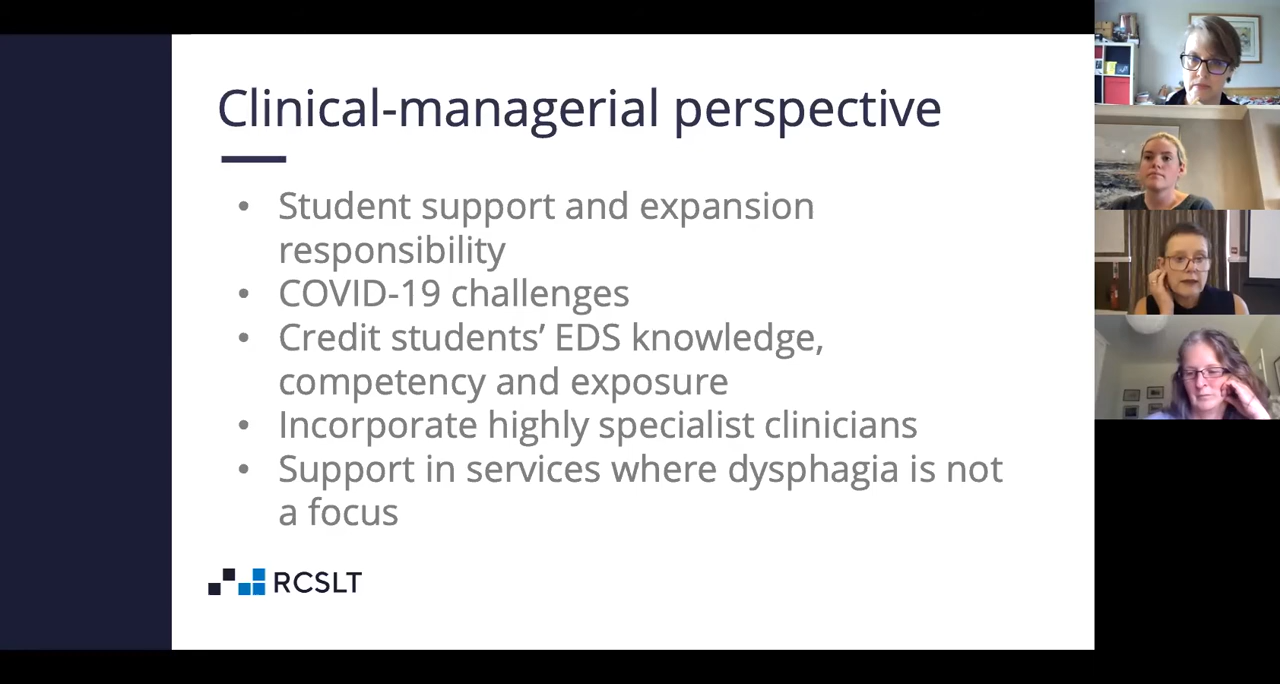 Clinical-managerial perspective
• Student support and expansion
responsibility
• COVID-19 challenges
• Credit students’ EDS knowledge,
competency and exposure
• Incorporate highly specialist clinicians
• Support in services where dysphagia is not
a focus
RCSLT